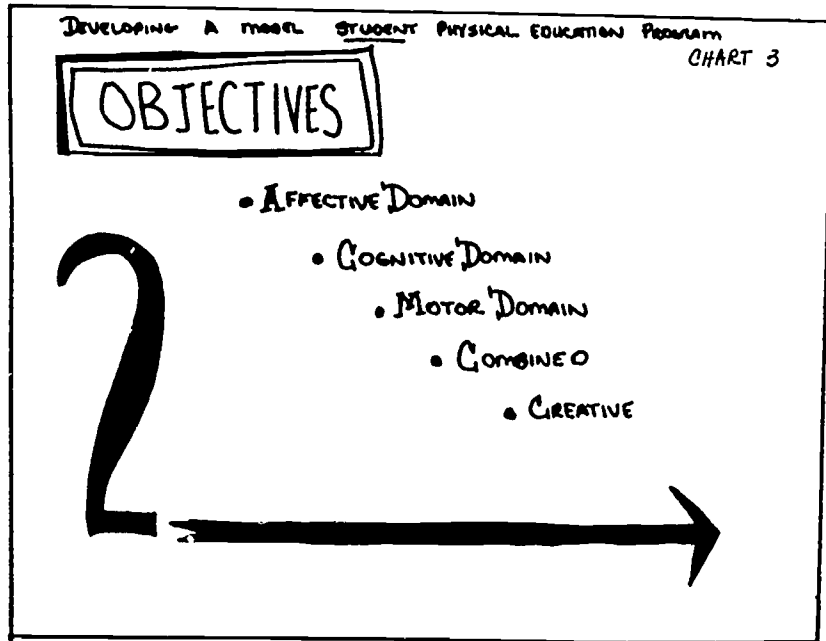 DEVELOPING A MODEL STUDENT PHYSICAL EDUCATION PROGRAM
CHART 3
OBJECTIVES
• AFFECTIVE DOMAIN
• COGNITIVE DOMAIN
• MOTOR DOMAIN
• COMBINED
• CREATIVE
2